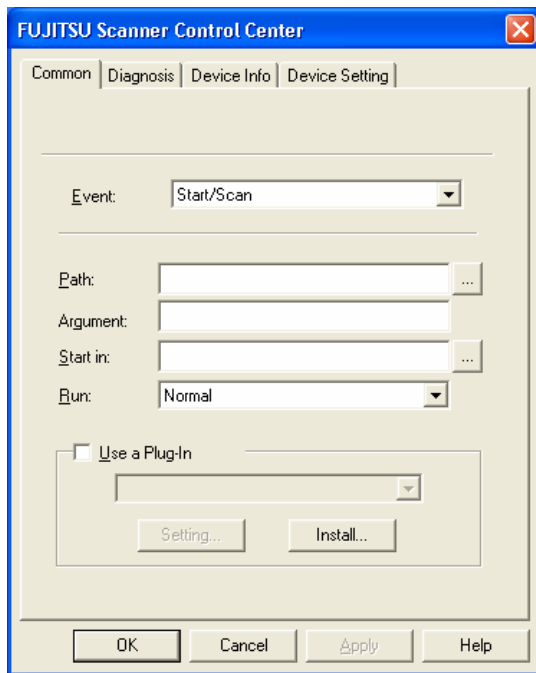 FUJITSU Scanner Control Center
Common Diagnosis Device Info Device Setting
Event: Start/Scan
Path: ...
Argument:
Start in: ...
Run: Normal
Use a Plug-In
Setting... Install...
OK Cancel Apply Help